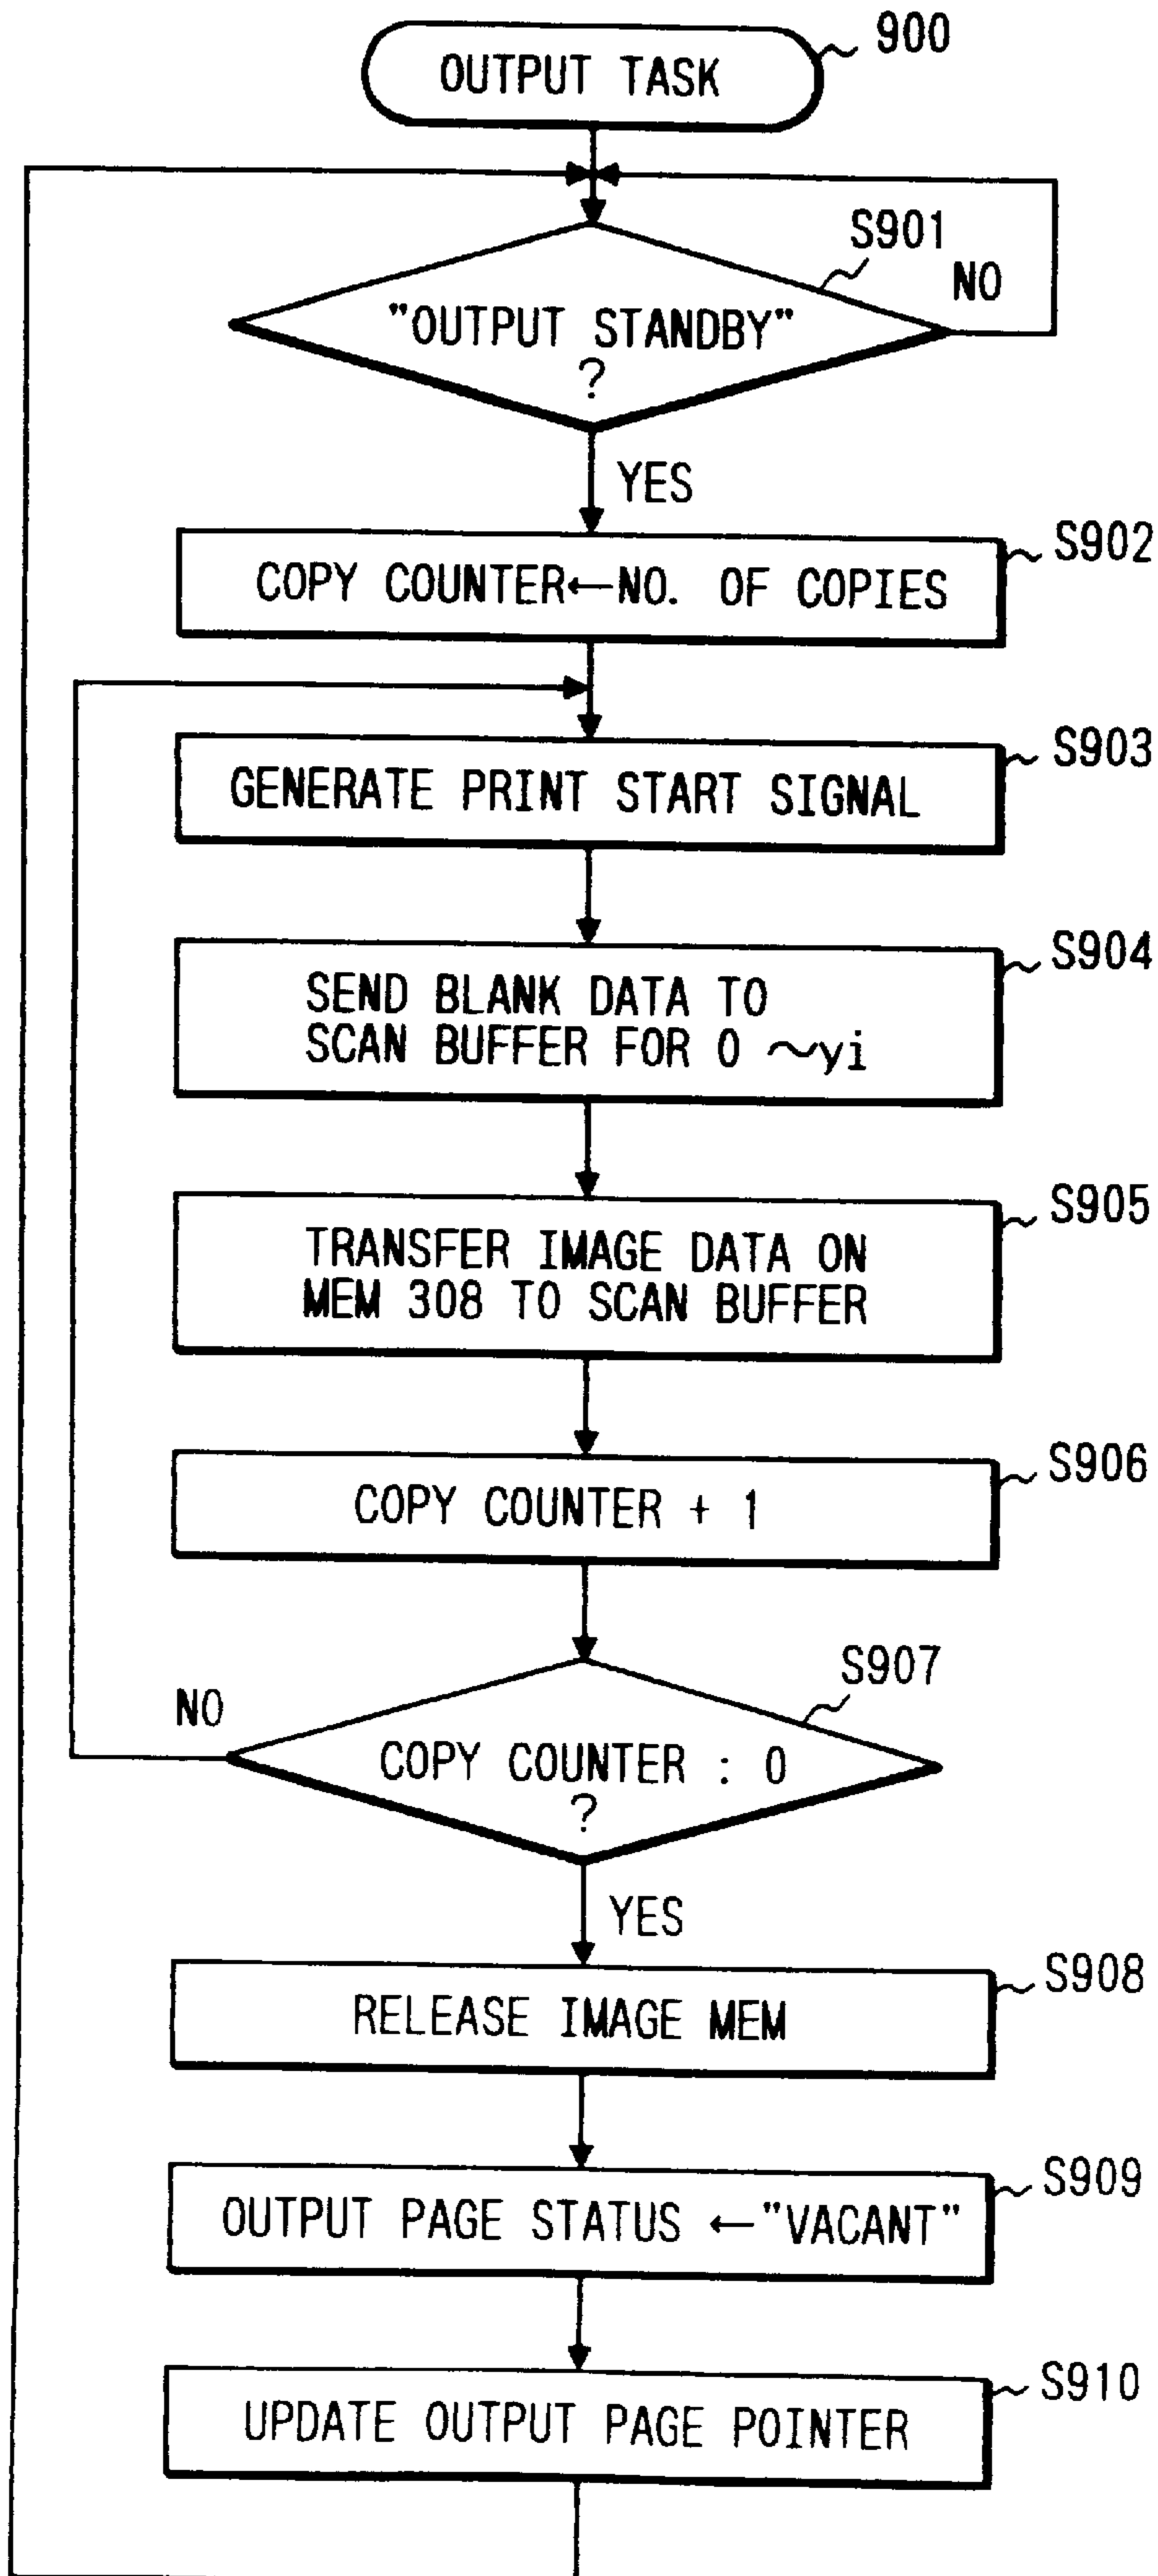 900
OUTPUT TASK
S901
NO
"OUTPUT STANDBY"
?
YES
S902
COPY COUNTER←NO. OF COPIES
S903
GENERATE PRINT START SIGNAL
S904
SEND BLANK DATA TO
SCAN BUFFER FOR 0 ~yi
S905
TRANSFER IMAGE DATA ON
MEM 308 TO SCAN BUFFER
S906
COPY COUNTER + 1
S907
NO
COPY COUNTER : 0
?
YES
S908
RELEASE IMAGE MEM
S909
OUTPUT PAGE STATUS ←"VACANT"
S910
UPDATE OUTPUT PAGE POINTER